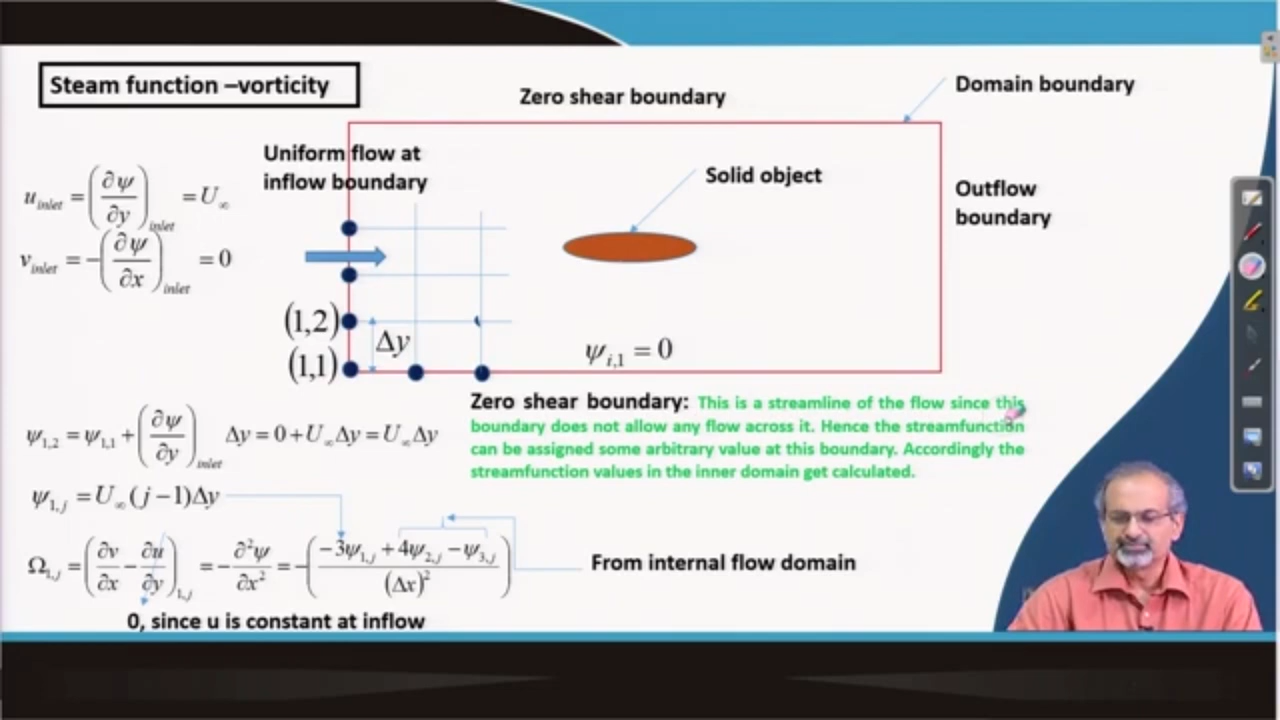 Steam function –vorticity
Zero shear boundary
Domain boundary
Uniform flow at
inflow boundary
Solid object
Outflow
boundary
u_inlet = (∂ψ/∂y)_inlet = U_∞
v_inlet = −(∂ψ/∂x)_inlet = 0
(1,2)
Δy
(1,1)
ψ_i,1 = 0
Zero shear boundary: This is a streamline of the flow since this
boundary does not allow any flow across it. Hence the streamfunction
can be assigned some arbitrary value at this boundary. Accordingly the
streamfunction values in the inner domain get calculated.
ψ_1,2 = ψ_1,1 + (∂ψ/∂y)_inlet Δy = 0 + U_∞Δy = U_∞Δy
ψ_1,j = U_∞(j−1)Δy
Ω_1,j = (∂v/∂x − ∂u/∂y)_1,j = −∂²ψ/∂x² = −((−3ψ_1,j + 4ψ_2,j − ψ_3,j)/(Δx)²)
From internal flow domain
0, since u is constant at inflow